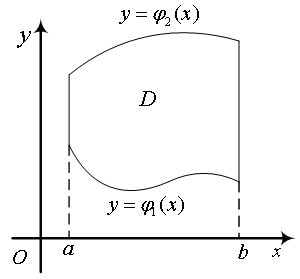 y = φ₂(x)
y
D
y = φ₁(x)
O a b x